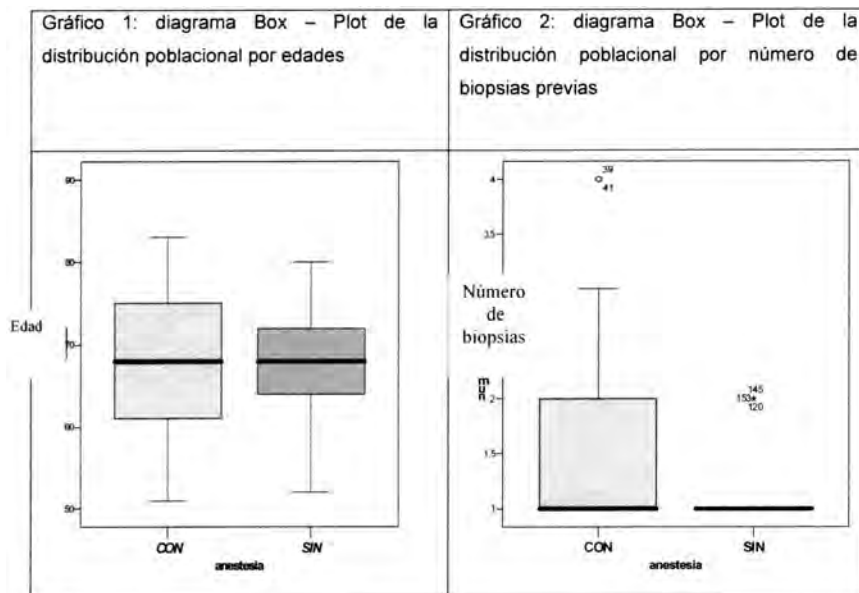 Gráfico 1: diagrama Box – Plot de la
distribución poblacional por edades
Gráfico 2: diagrama Box – Plot de la
distribución poblacional por número de
biopsias previas
90
80
70
60
50
Edad
CON
SIN
anestesia
4
3,5
39
41
Número
de
biopsias
num
2
1,5
1
145
153
120
CON
SIN
anestesia